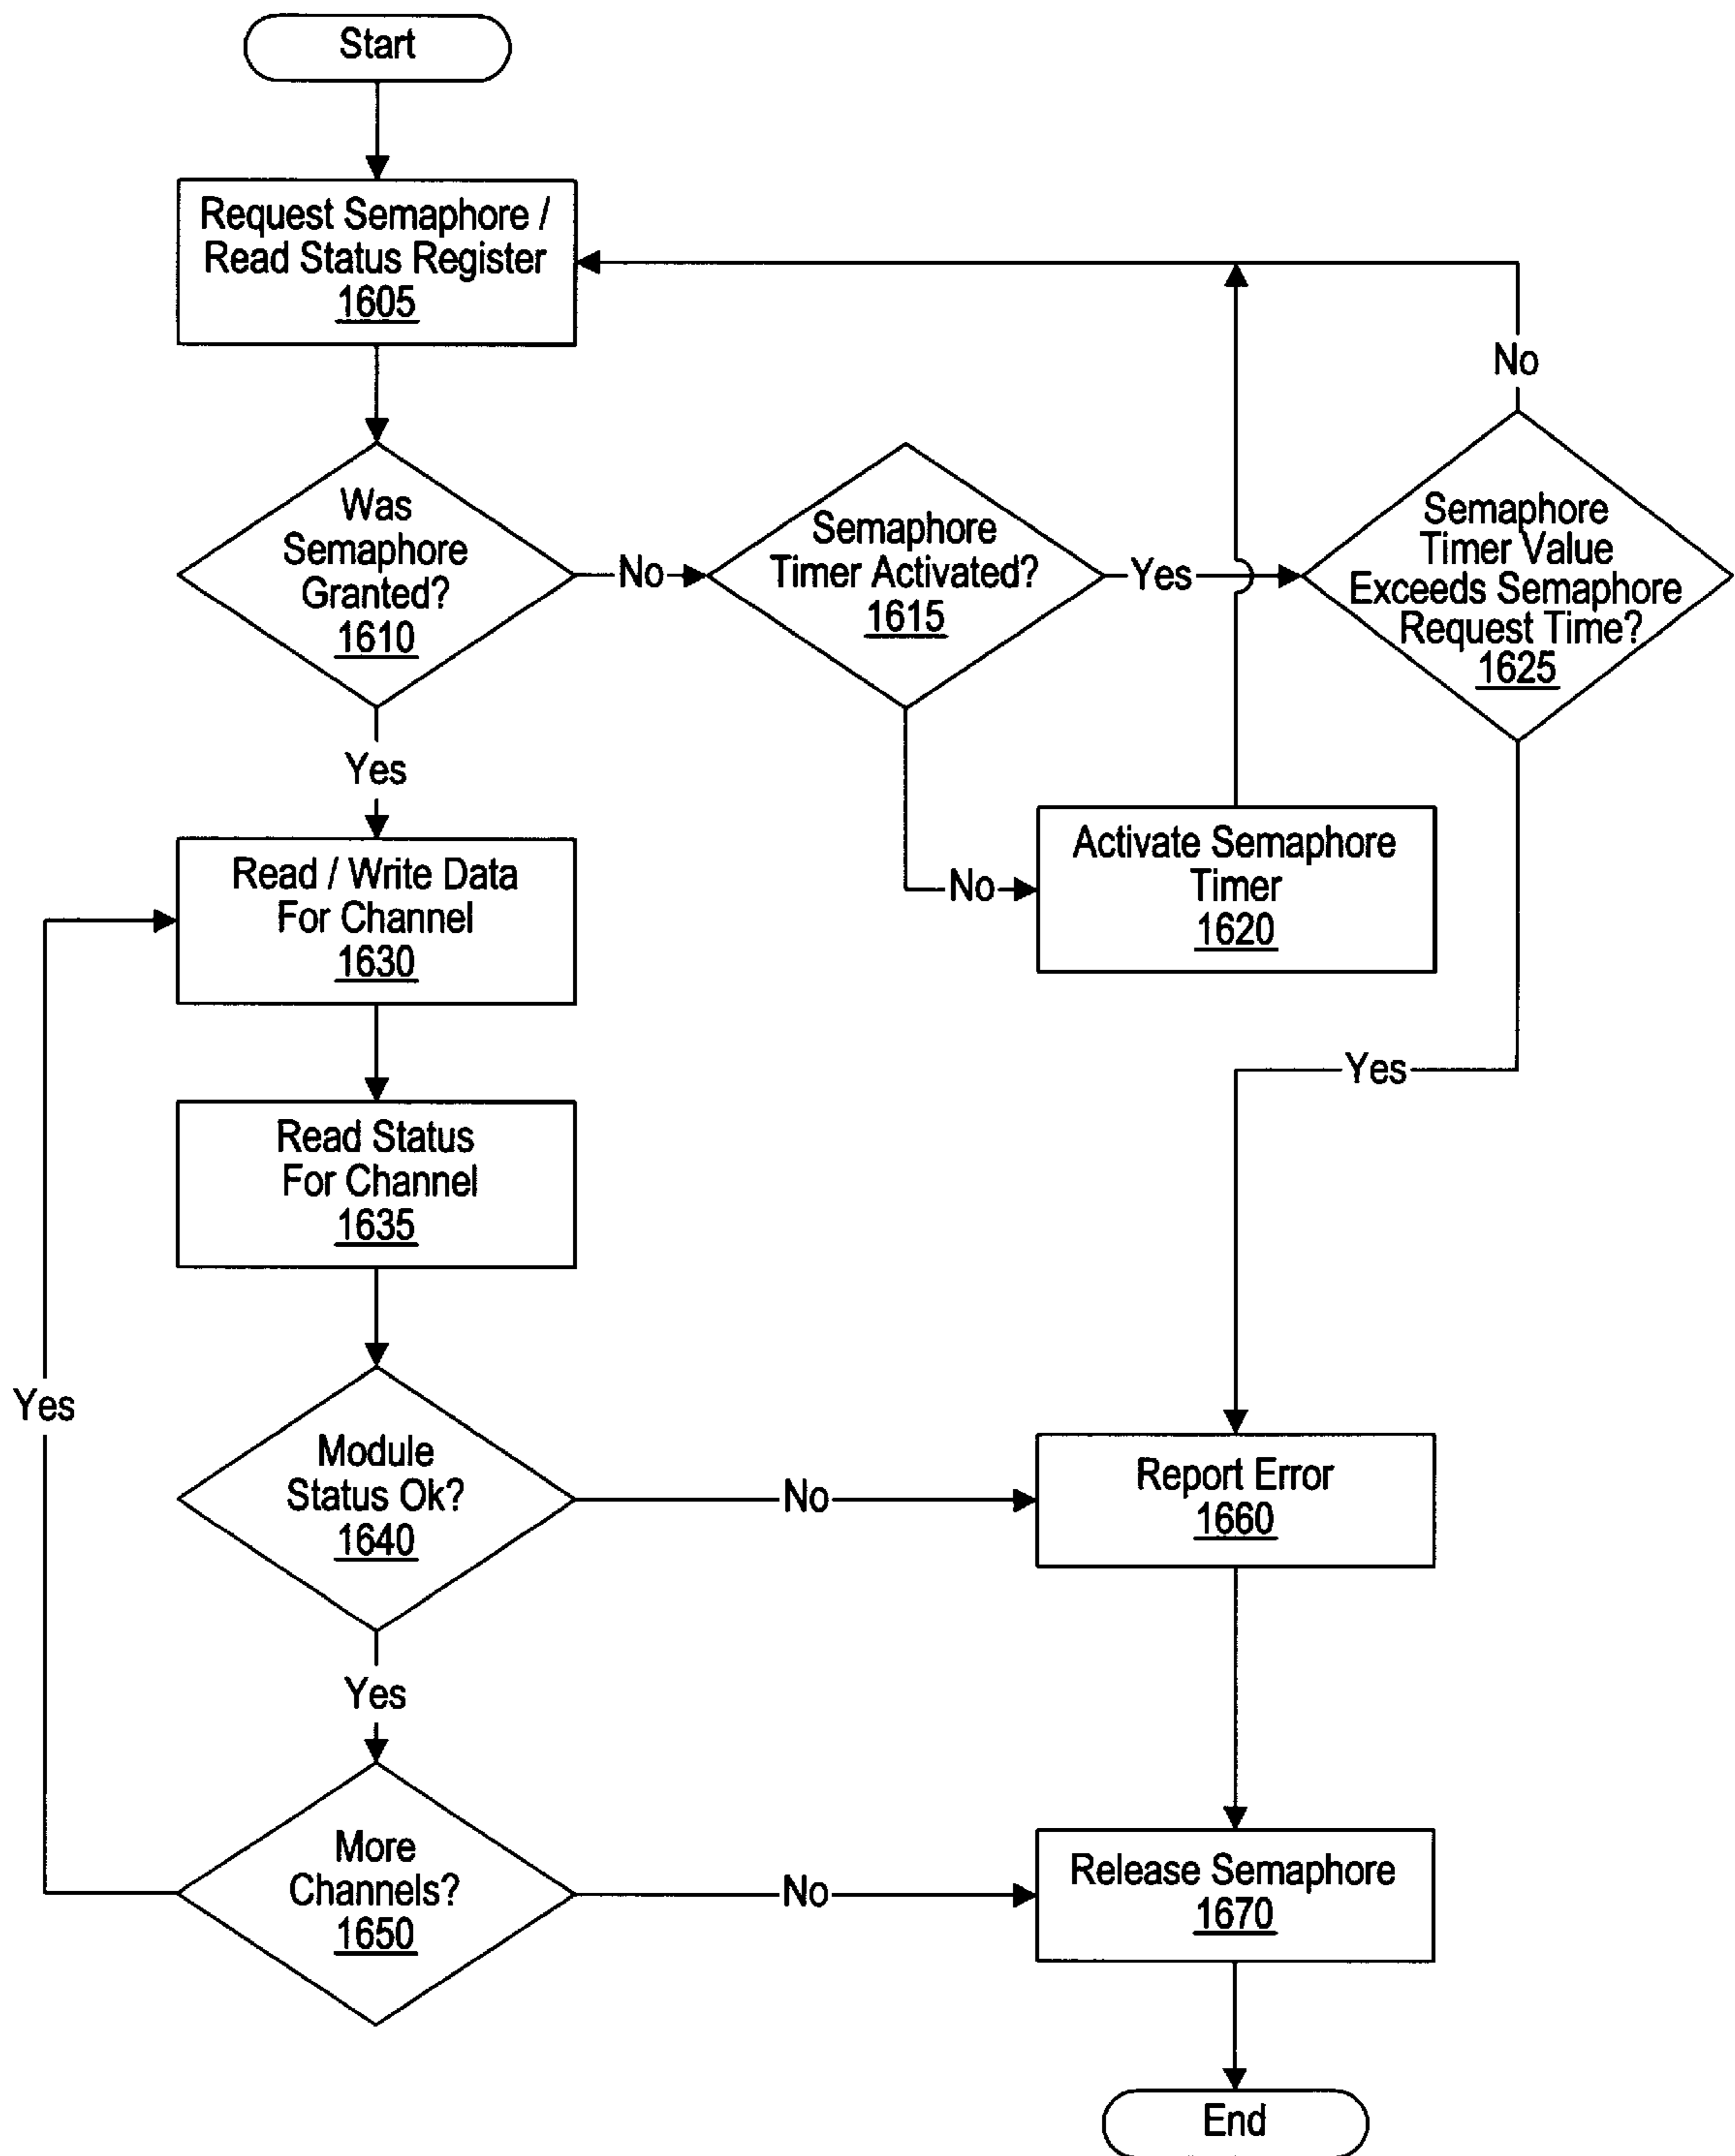 Start
Request Semaphore /
Read Status Register
1605
No
Was
Semaphore
Granted?
1610
No
Semaphore
Timer Activated?
1615
Yes
Semaphore
Timer Value
Exceeds Semaphore
Request Time?
1625
Yes
Read / Write Data
For Channel
1630
No
Activate Semaphore
Timer
1620
Yes
Read Status
For Channel
1635
Yes
Module
Status Ok?
1640
No
Report Error
1660
Yes
More
Channels?
1650
No
Release Semaphore
1670
End